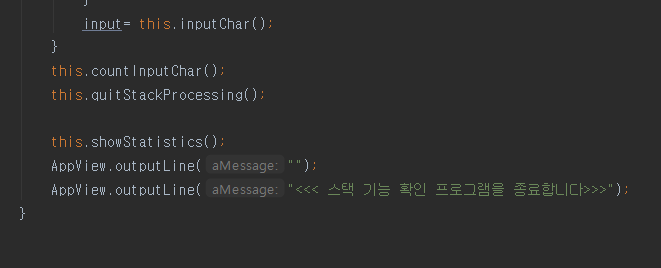 }
input= this.inputChar();
}
this.countInputChar();
this.quitStackProcessing();
this.showStatistics();
AppView.outputLine( aMessage: "");
AppView.outputLine( aMessage: "<<< 스택 기능 확인 프로그램을 종료합니다>>>");
}